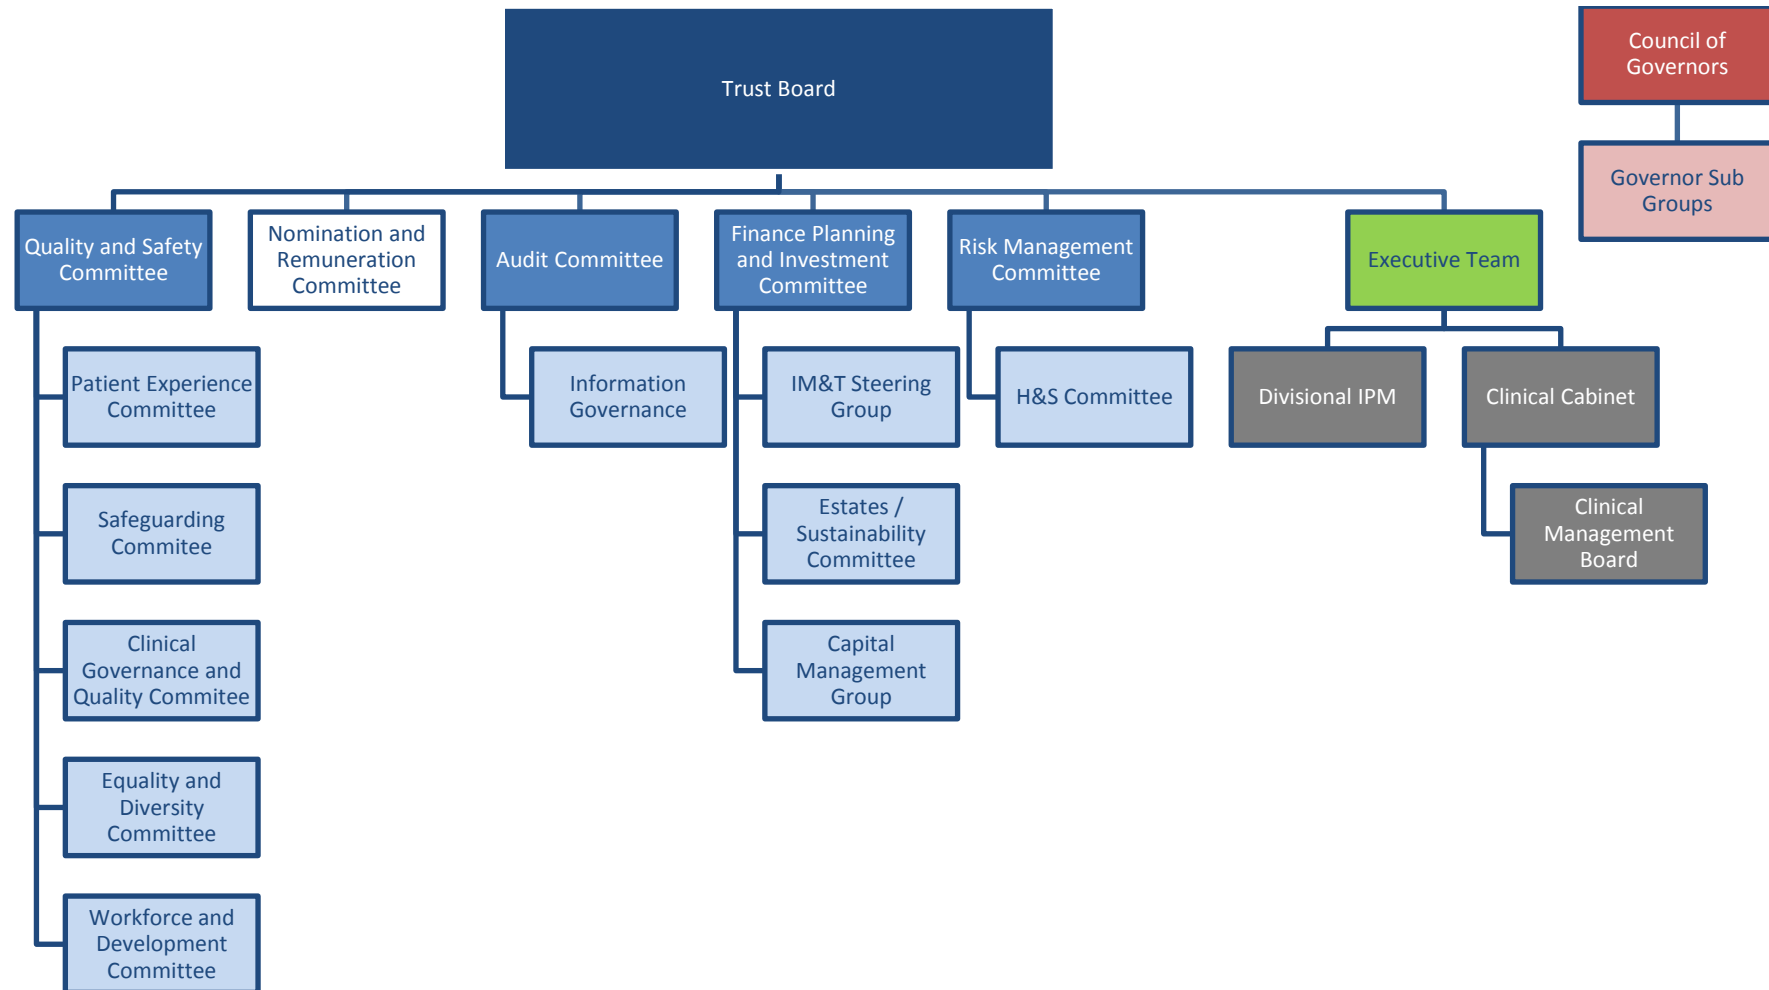 Trust Board
Council of
Governors
Governor Sub
Groups
Quality and Safety
Committee
Nomination and
Remuneration
Committee
Audit Committee
Finance Planning
and Investment
Committee
Risk Management
Committee
Executive Team
Patient Experience
Committee
Information
Governance
IM&T Steering
Group
H&S Committee
Divisional IPM
Clinical Cabinet
Safeguarding
Commitee
Estates /
Sustainability
Committee
Clinical
Management
Board
Clinical
Governance and
Quality Commitee
Capital
Management
Group
Equality and
Diversity
Committee
Workforce and
Development
Committee